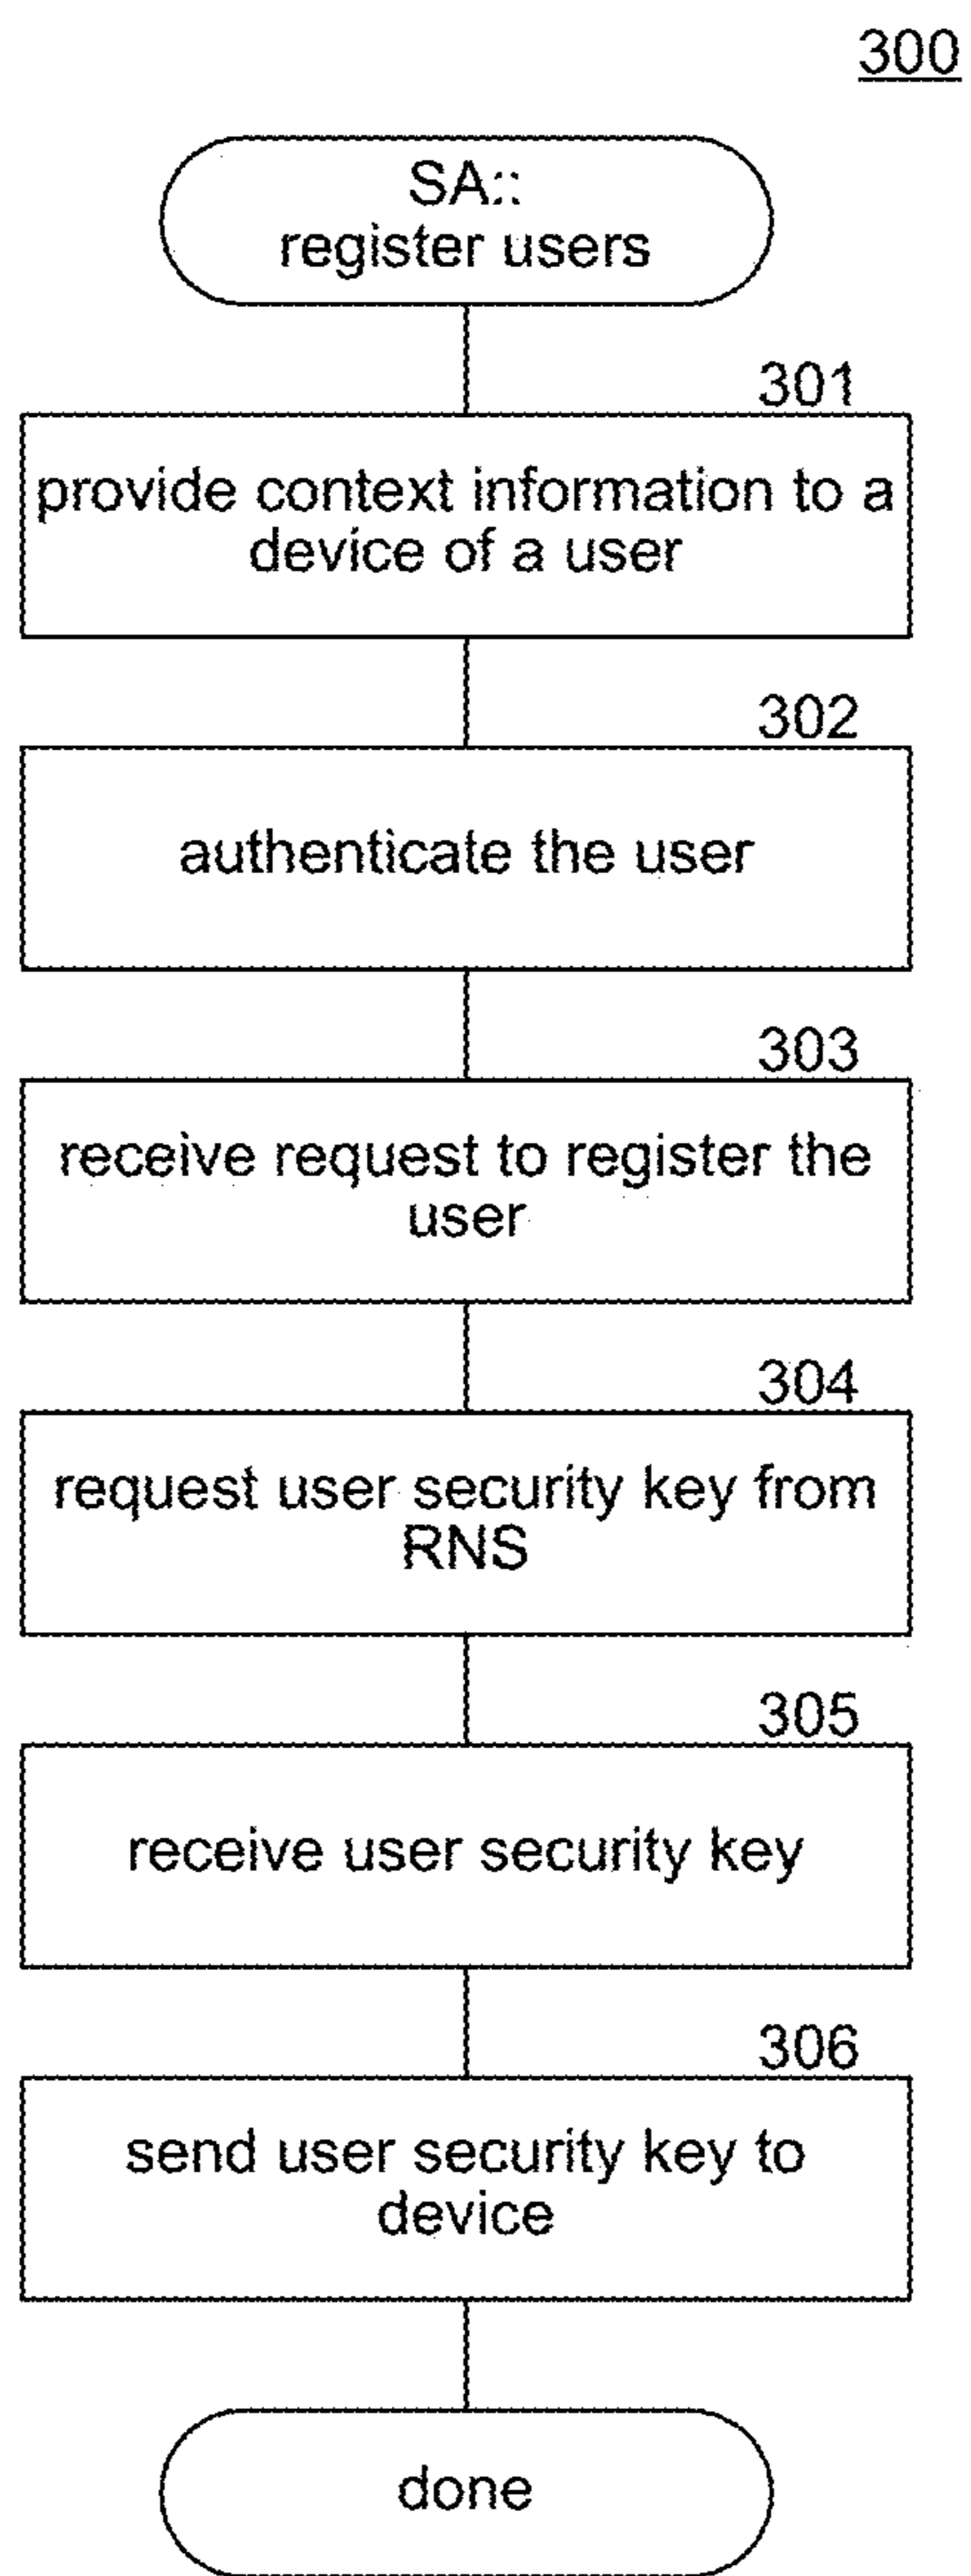 300
SA::
register users
301
provide context information to a
device of a user
302
authenticate the user
303
receive request to register the
user
304
request user security key from
RNS
305
receive user security key
306
send user security key to
device
done